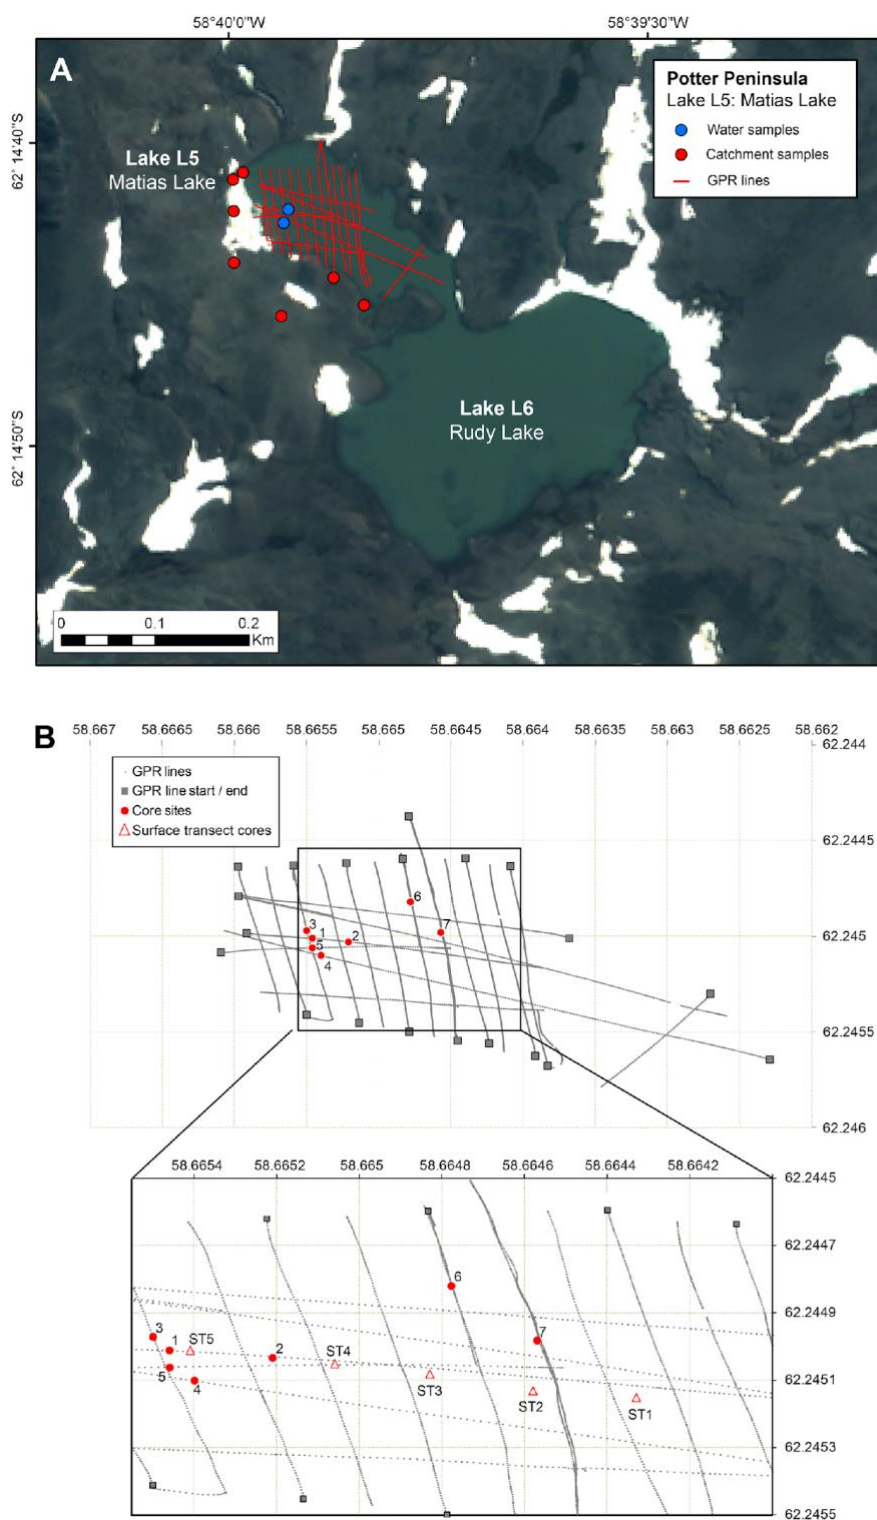 58°40'0"W
58°39'30"W
A
Potter Peninsula
Lake L5: Matias Lake
Water samples
Catchment samples
GPR lines
62° 14'40"S
Lake L5
Matias Lake
Lake L6
Rudy Lake
62° 14'50"S
0 0.1 0.2
Km
B
58.667 58.6665 58.666 58.6655 58.665 58.6645 58.664 58.6635 58.663 58.6625 58.662
62.244
GPR lines
GPR line start / end
Core sites
Surface transect cores
62.2445
6
3
1
7
2
5
4
62.245
62.2455
62.246
58.6654 58.6652 58.665 58.6648 58.6646 58.6644 58.6642
62.2445
62.2447
6
62.2449
3
1
ST5
2
ST4
7
5
4
ST3
ST2
ST1
62.2451
62.2453
62.2455